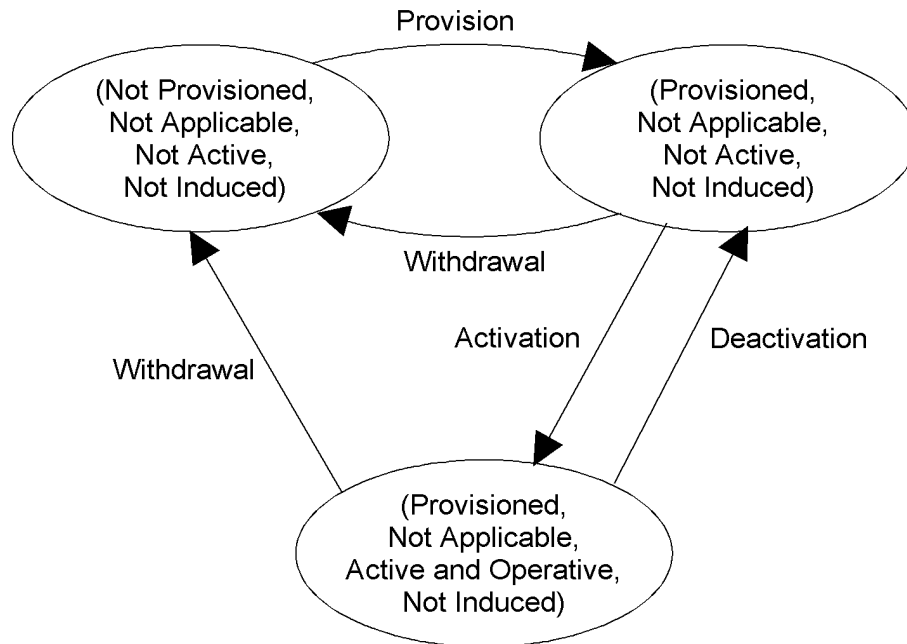 Provision
(Not Provisioned,
Not Applicable,
Not Active,
Not Induced)
(Provisioned,
Not Applicable,
Not Active,
Not Induced)
Withdrawal
Activation
Deactivation
Withdrawal
(Provisioned,
Not Applicable,
Active and Operative,
Not Induced)